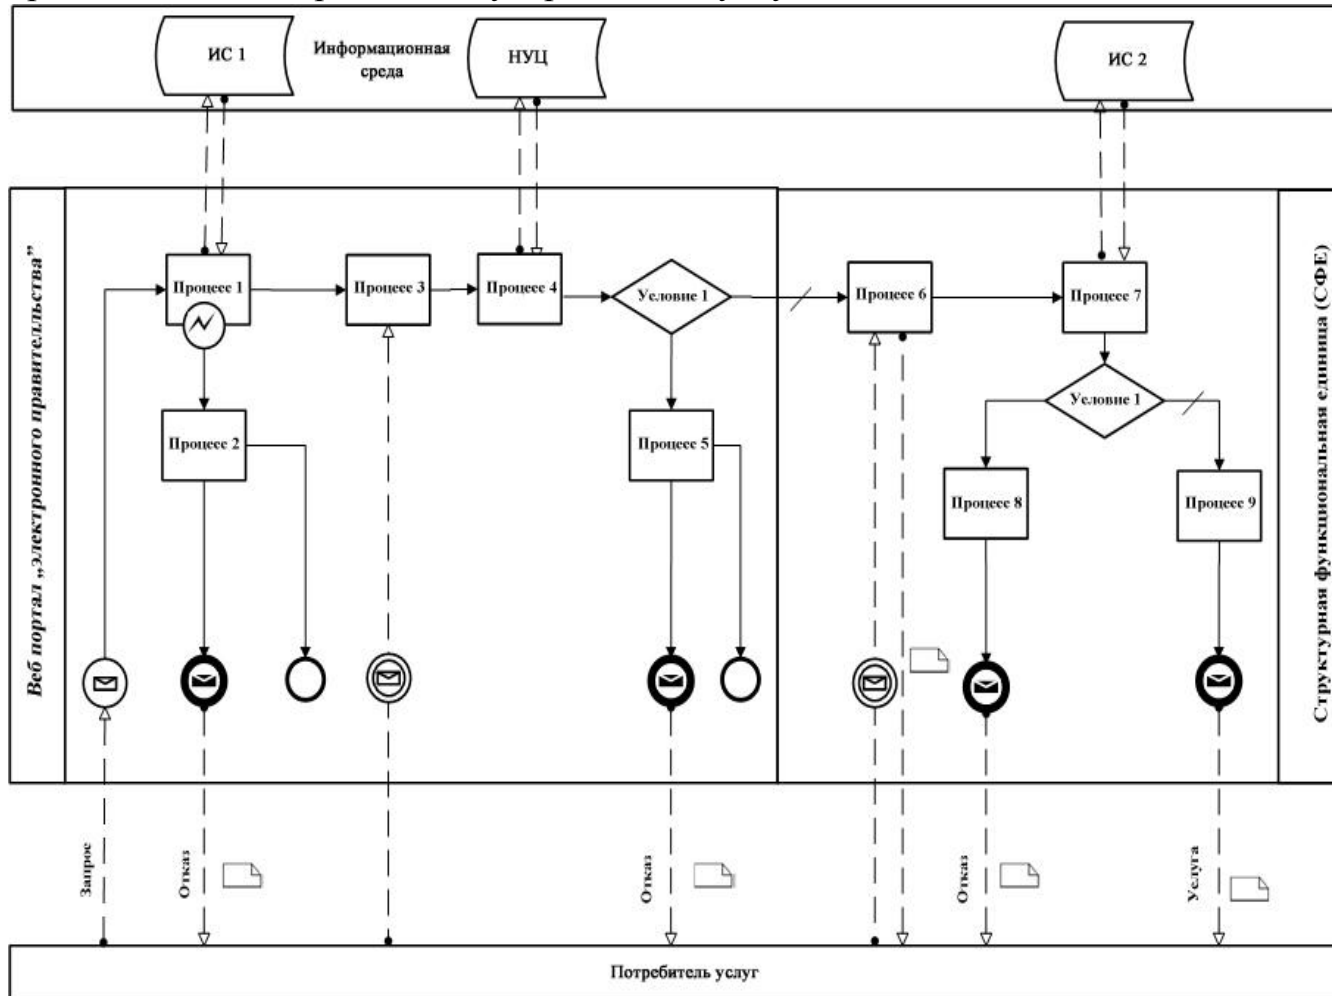 ИС 1
Информационная
среда
НУЦ
ИС 2
Веб портал „электронного правителльства”
Процесс 1
Процесс 3
Процесс 4
Условие 1
Процесс 6
Процесс 7
Структурная функциональная единица (СФЕ)
Процесс 2
Процесс 5
Условие 1
Процесс 8
Процесс 9
Запрос
Отказ
Отказ
Отказ
Услуга
Потребитель услуг